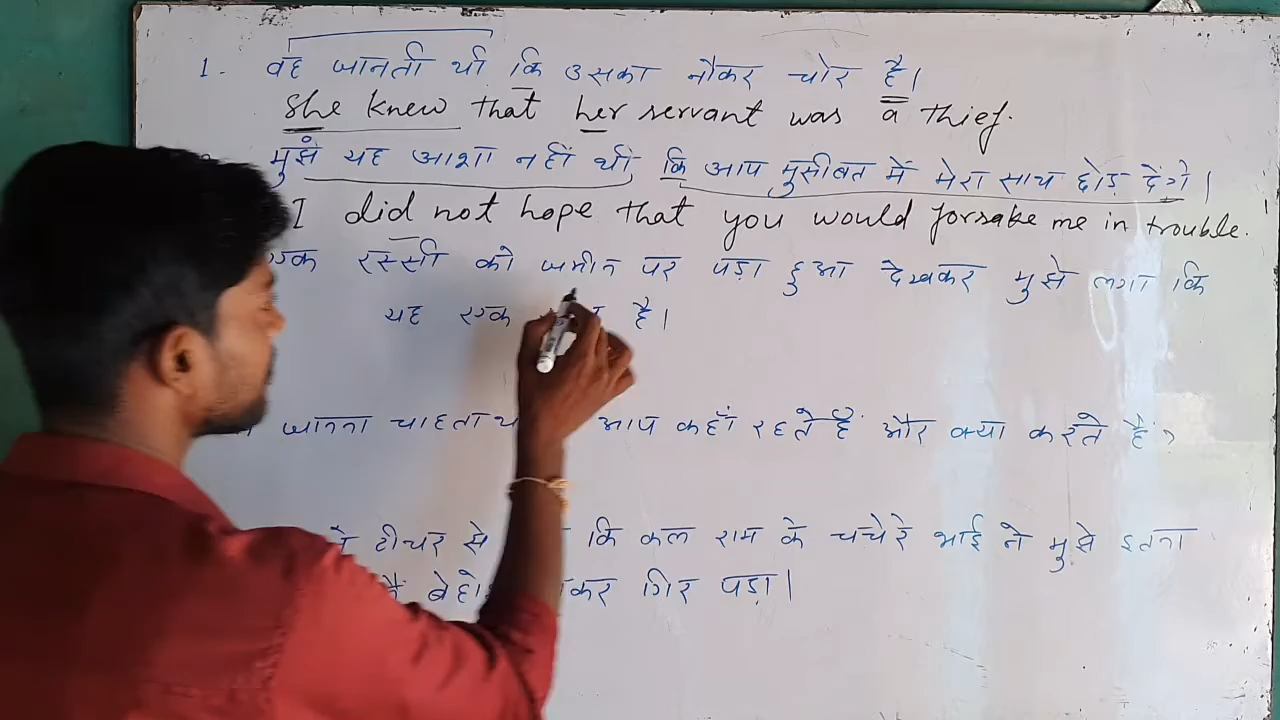 1. वह जानती थी कि उसका नौकर चोर है।
She knew that her servant was a thief.
मुझे यह आशा नहीं थी कि आप मुसीबत में मेरा साथ छोड़ देंगे।
I did not hope that you would forsake me in trouble.
एक रस्सी को जमीन पर पड़ा हुआ देखकर मुझे लगा कि
यह एक है।
जानना चाहता आप कहाँ रहते हैं और क्या करते हैं?
टीचर से कि कल राम के चचेरे भाई ने मुझे इतना
गिर पड़ा।